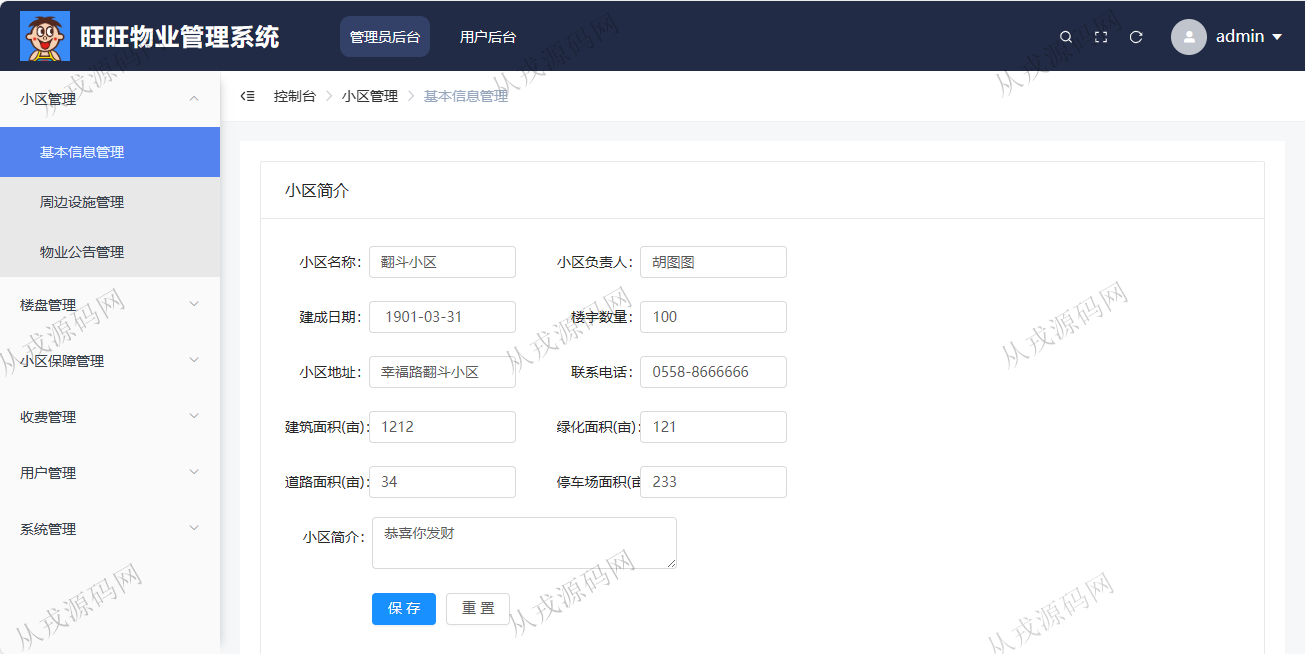 旺旺物业管理系统 管理员后台 用户后台 admin
小区管理
基本信息管理
周边设施管理
物业公告管理
楼盘管理
小区保障管理
收费管理
用户管理
系统管理
控制台 > 小区管理 > 基本信息管理
小区简介
小区名称: 翻斗小区 小区负责人: 胡图图
建成日期: 1901-03-31 楼宇数量: 100
小区地址: 幸福路翻斗小区 联系电话: 0558-8666666
建筑面积(亩): 1212 绿化面积(亩): 121
道路面积(亩): 34 停车场面积(亩 233
小区简介: 恭喜你发财
保 存 重 置
从戎源码网
从戎源码网
从戎源码网
从戎源码网
从戎源码网
从戎源码网
从戎源码网
从戎源码网
从戎源码网